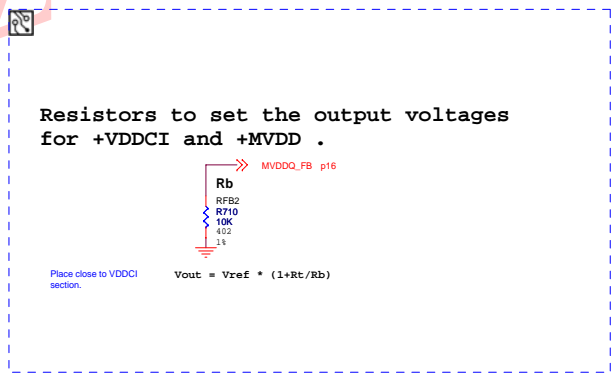 Resistors to set the output voltages
for +VDDCI and +MVDD .
MVDDQ_FB p16
Rb
RFB2
R710
10K
402
1%
Place close to VDDCI
section.
Vout = Vref * (1+Rt/Rb)